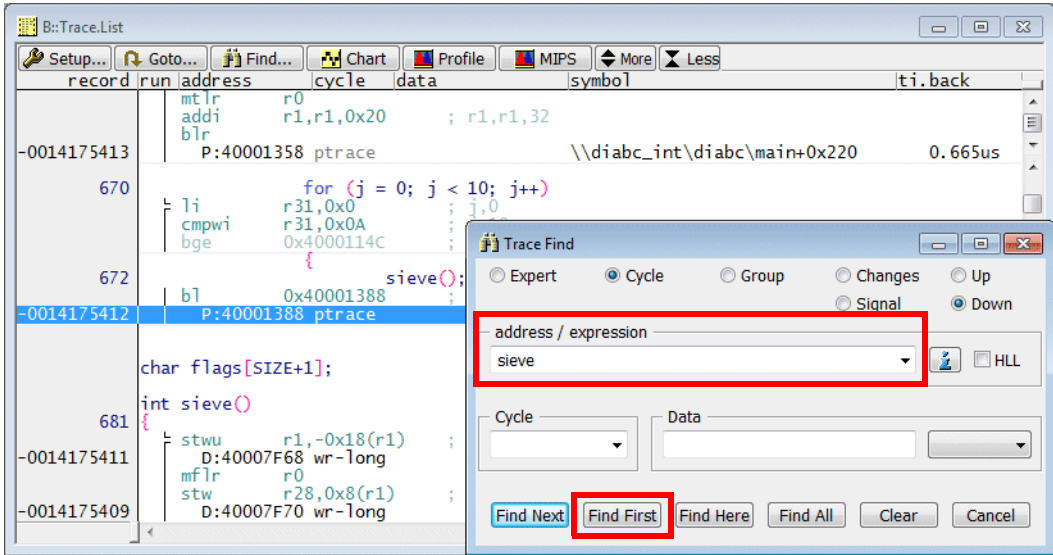 B::Trace.List
Setup... Goto... Find... Chart Profile MIPS More Less
record run address cycle data symbol ti.back
mtlr r0
addi r1,r1,0x20 ; r1,r1,32
blr
-0014175413 P:40001358 ptrace \\diabc_int\diabc\main+0x220 0.665us
670 for (j = 0; j < 10; j++)
li r31,0x0 ; j,0
cmpwi r31,0x0A ;
bge 0x4000114C ;
{
672 sieve();
bl 0x40001388 ;
-0014175412 P:40001388 ptrace
char flags[SIZE+1];
int sieve()
681 {
stwu r1,-0x18(r1) ;
-0014175411 D:40007F68 wr-long
mflr r0
stw r28,0x8(r1) ;
-0014175409 D:40007F70 wr-long
Trace Find
Expert Cycle Group Changes Up
Signal Down
address / expression
sieve
HLL
Cycle Data
Find Next Find First Find Here Find All Clear Cancel